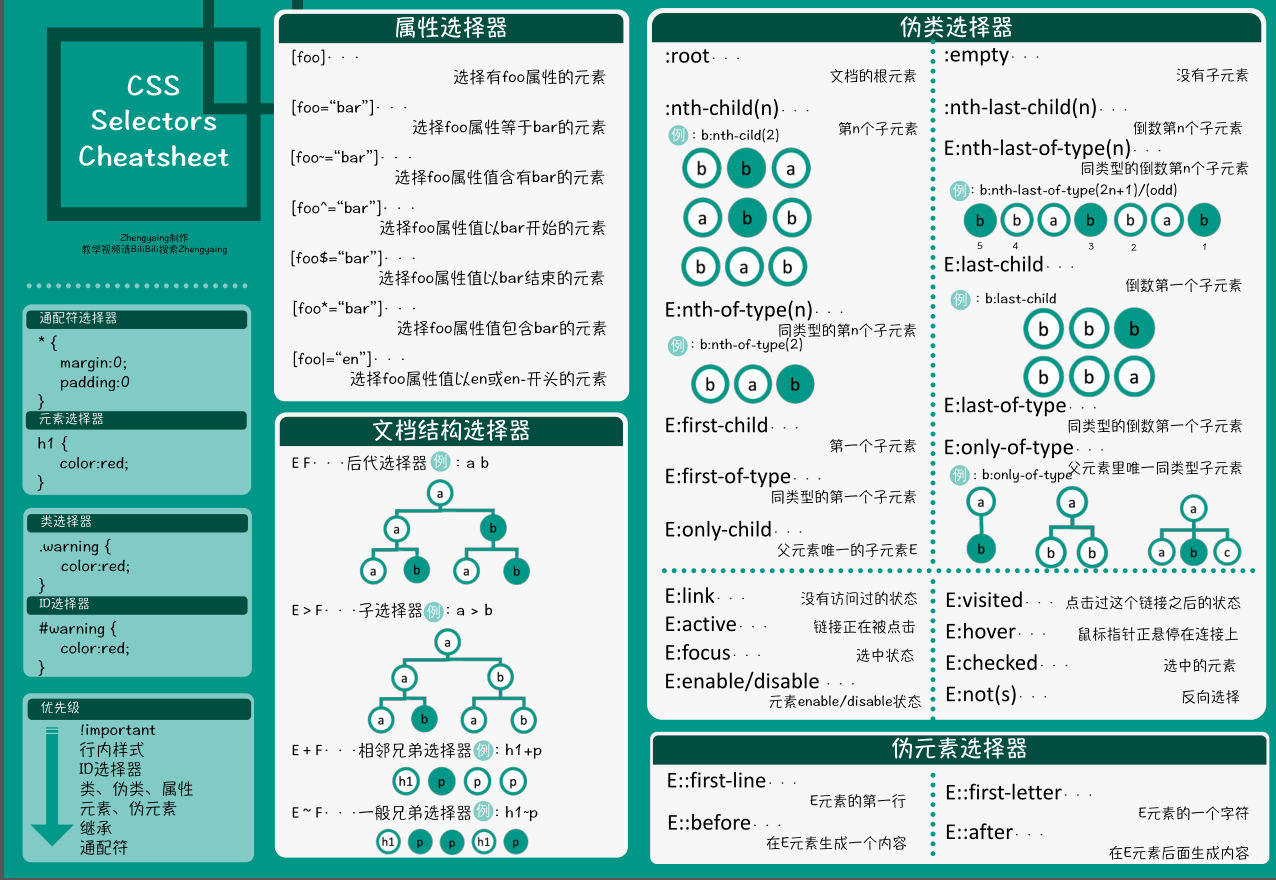 CSS
Selectors
Cheatsheet
Zhengyaing制作
教学视频请BiliBili搜索Zhengyaing
通配符选择器
* {
margin:0;
padding:0
}
元素选择器
h1 {
color:red;
}
类选择器
.warning {
color:red;
}
ID选择器
#warning {
color:red;
}
优先级
!important
行内样式
ID选择器
类、伪类、属性
元素、伪元素
继承
通配符
属性选择器
[foo]· · ·
选择有foo属性的元素
[foo=“bar”]· · ·
选择foo属性等于bar的元素
[foo~=“bar”]· · ·
选择foo属性值含有bar的元素
[foo^=“bar”]· · ·
选择foo属性值以bar开始的元素
[foo$=“bar”]· · ·
选择foo属性值以bar结束的元素
[foo*=“bar”]· · ·
选择foo属性值包含bar的元素
[foo|=“en”]· · ·
选择foo属性值以en或en-开头的元素
文档结构选择器
E F· · ·后代选择器 例：a b
a
a b
a b a b
E > F· · ·子选择器 例：a > b
a
a b
a b a b
E + F· · ·相邻兄弟选择器 例：h1+p
h1 p p p
E ~ F· · ·一般兄弟选择器 例：h1~p
h1 p p h1 p
伪类选择器
:root· · ·
文档的根元素
:nth-child(n)· · ·
第n个子元素
例：b:nth-cild(2)
b b a
a b b
b a b
E:nth-of-type(n)· · ·
同类型的第n个子元素
例：b:nth-of-type(2)
b a b
E:first-child· · ·
第一个子元素
E:first-of-type· · ·
同类型的第一个子元素
E:only-child· · ·
父元素唯一的子元素E
:empty· · ·
没有子元素
:nth-last-child(n)· · ·
倒数第n个子元素
E:nth-last-of-type(n)· · ·
同类型的倒数第n个子元素
例：b:nth-last-of-type(2n+1)/(odd)
b b a b b a b
5 4 3 2 1
E:last-child· · ·
倒数第一个子元素
例：b:last-child
b b b
b b a
E:last-of-type· · ·
同类型的倒数第一个子元素
E:only-of-type· · ·
父元素里唯一同类型子元素
例：b:only-of-type
a a a
b b b a b c
E:link· · · 没有访问过的状态
E:active· · · 链接正在被点击
E:focus· · · 选中状态
E:enable/disable · · ·
元素enable/disable状态
E:visited· · · 点击过这个链接之后的状态
E:hover· · · 鼠标指针正悬停在连接上
E:checked· · · 选中的元素
E:not(s)· · · 反向选择
伪元素选择器
E::first-line· · ·
E元素的第一行
E::before· · ·
在E元素生成一个内容
E::first-letter· · ·
E元素的一个字符
E::after· · ·
在E元素后面生成内容